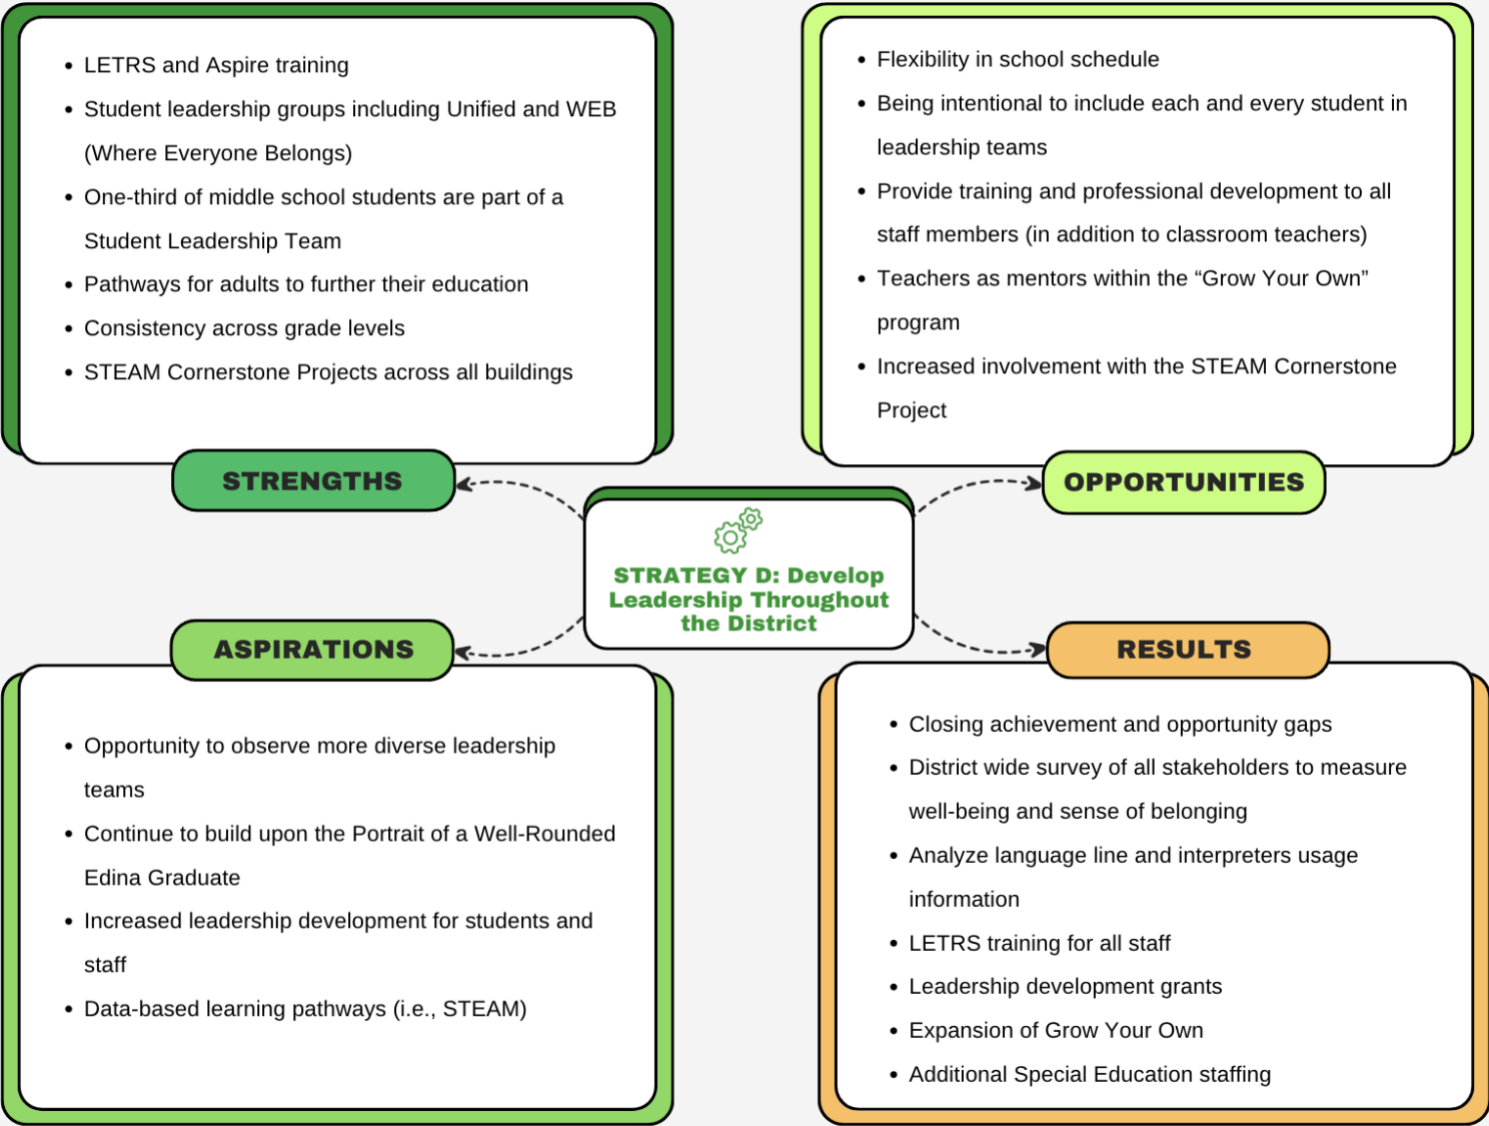 • LETRS and Aspire training
• Student leadership groups including Unified and WEB
(Where Everyone Belongs)
• One-third of middle school students are part of a
Student Leadership Team
• Pathways for adults to further their education
• Consistency across grade levels
• STEAM Cornerstone Projects across all buildings
STRENGTHS
• Flexibility in school schedule
• Being intentional to include each and every student in
leadership teams
• Provide training and professional development to all
staff members (in addition to classroom teachers)
• Teachers as mentors within the “Grow Your Own”
program
• Increased involvement with the STEAM Cornerstone
Project
OPPORTUNITIES
STRATEGY D: Develop
Leadership Throughout
the District
ASPIRATIONS
• Opportunity to observe more diverse leadership
teams
• Continue to build upon the Portrait of a Well-Rounded
Edina Graduate
• Increased leadership development for students and
staff
• Data-based learning pathways (i.e., STEAM)
RESULTS
• Closing achievement and opportunity gaps
• District wide survey of all stakeholders to measure
well-being and sense of belonging
• Analyze language line and interpreters usage
information
• LETRS training for all staff
• Leadership development grants
• Expansion of Grow Your Own
• Additional Special Education staffing